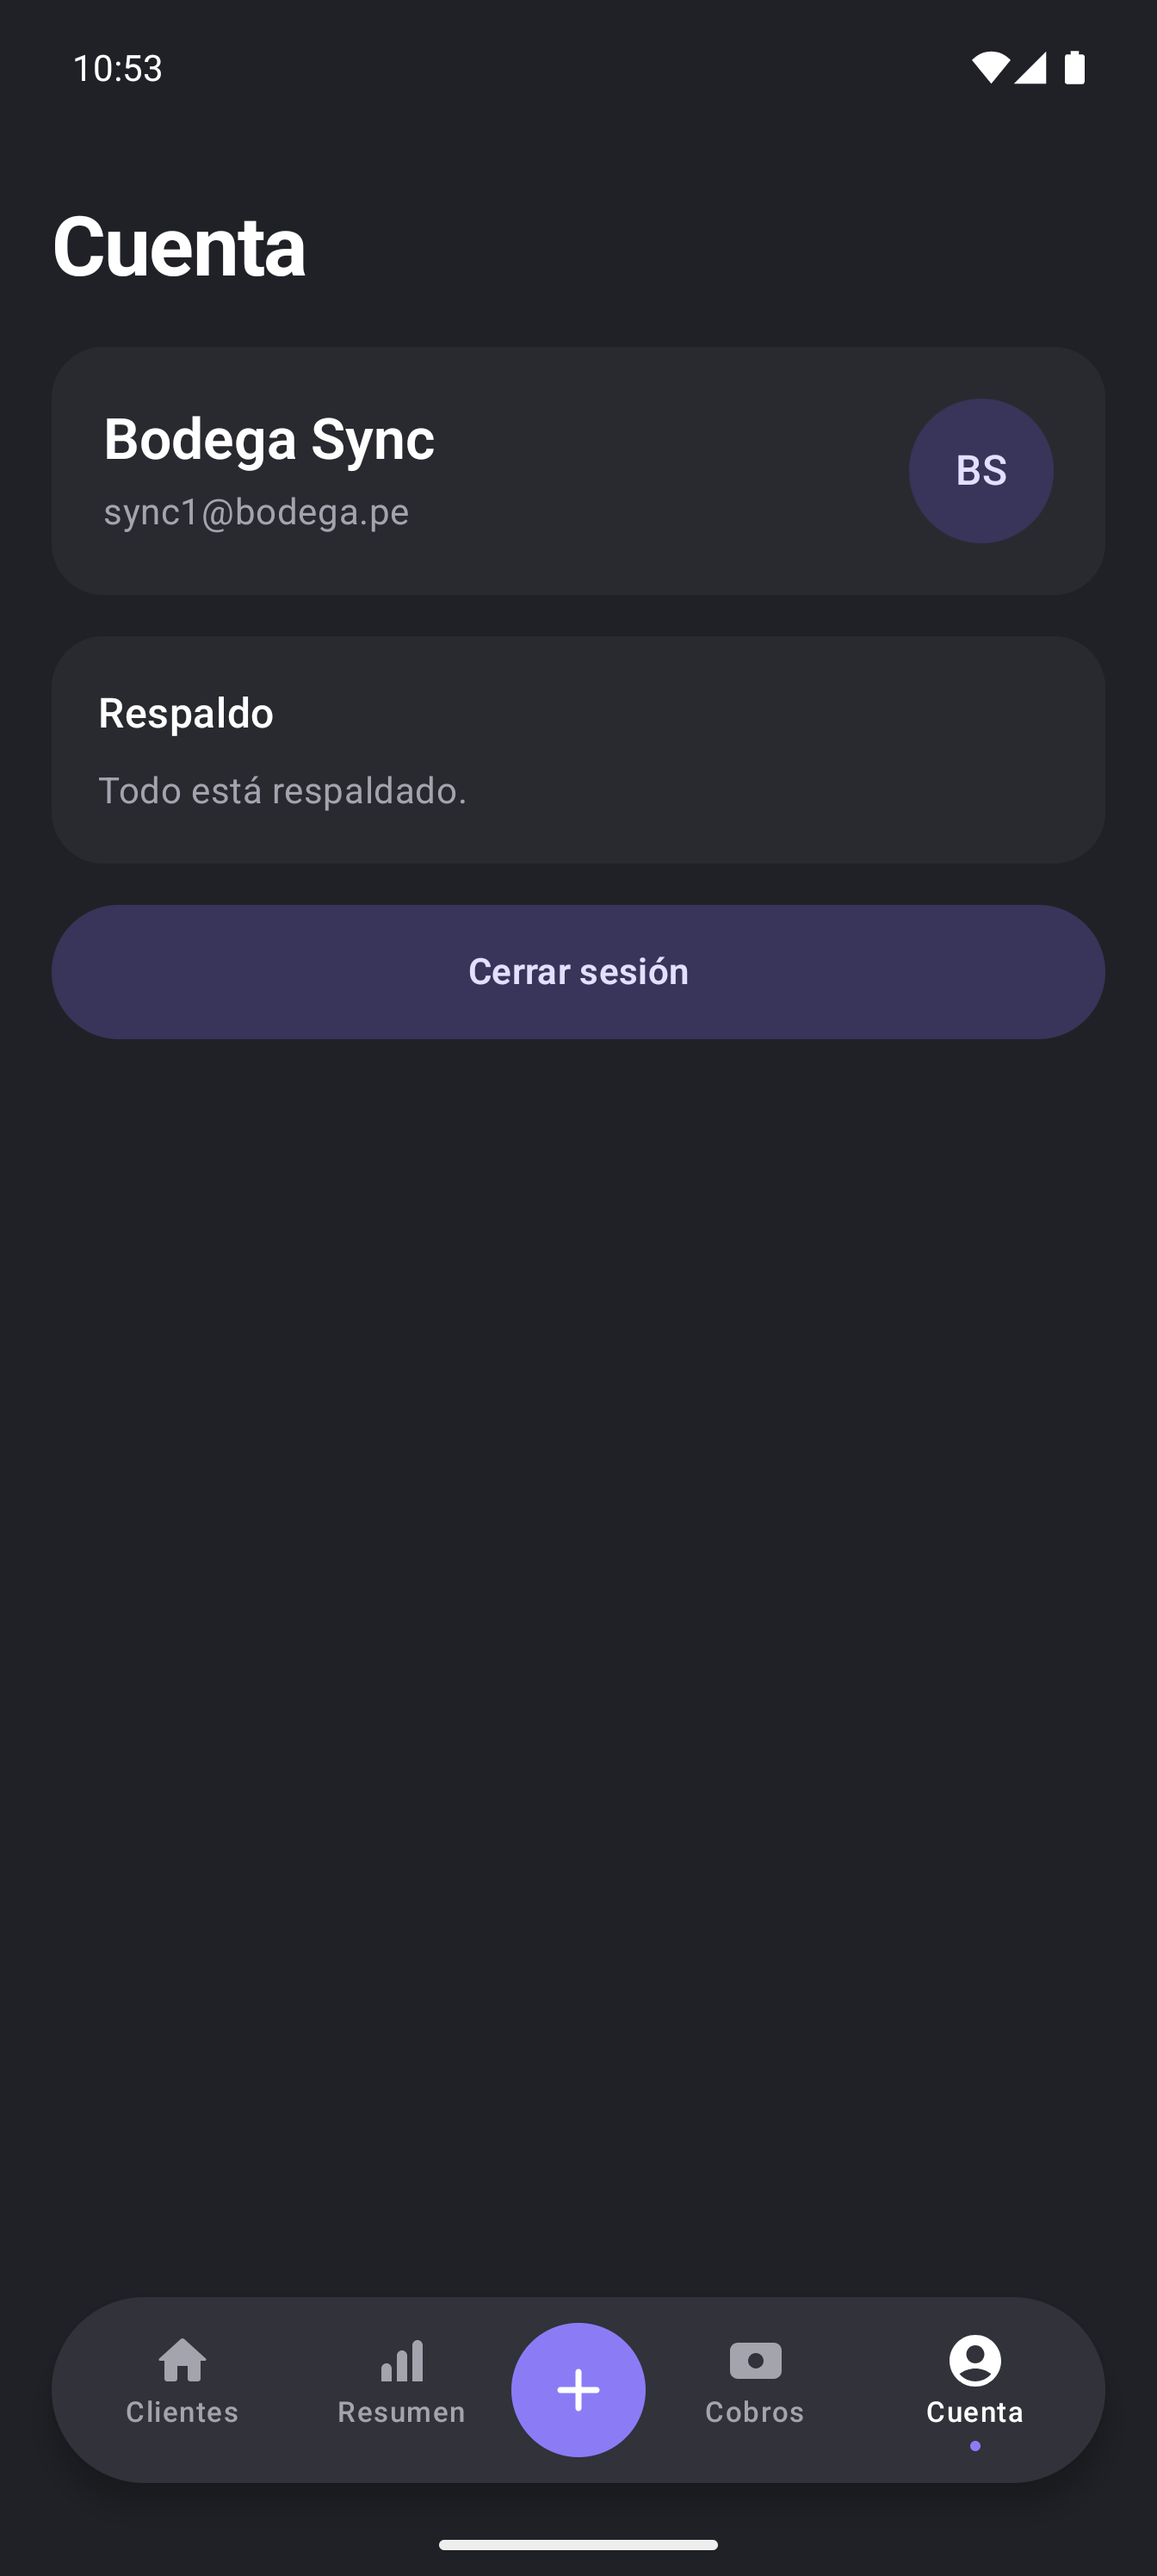 10:53
Cuenta
Bodega Sync
sync1@bodega.pe
BS
Respaldo
Todo está respaldado.
Cerrar sesión
Clientes
Resumen
Cobros
Cuenta